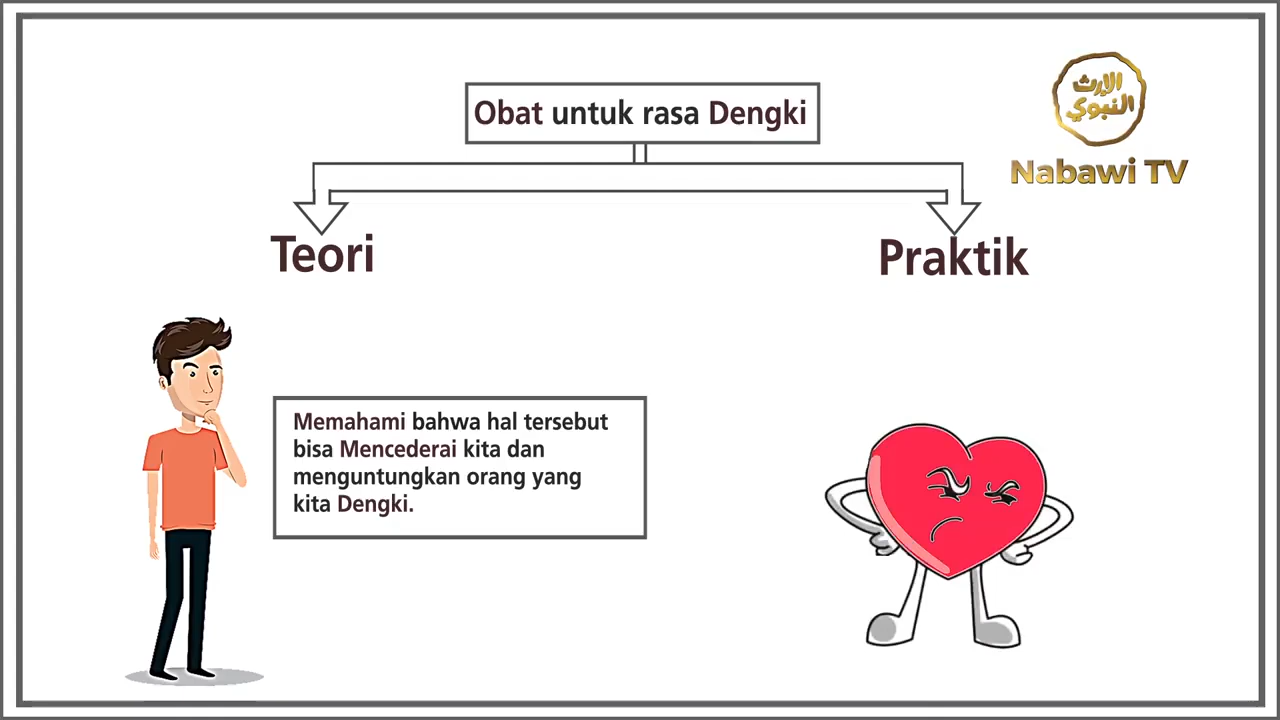 Obat untuk rasa Dengki
الإرث
النبوي
Nabawi TV
Teori
Praktik
Memahami bahwa hal tersebut
bisa Mencederai kita dan
menguntungkan orang yang
kita Dengki.